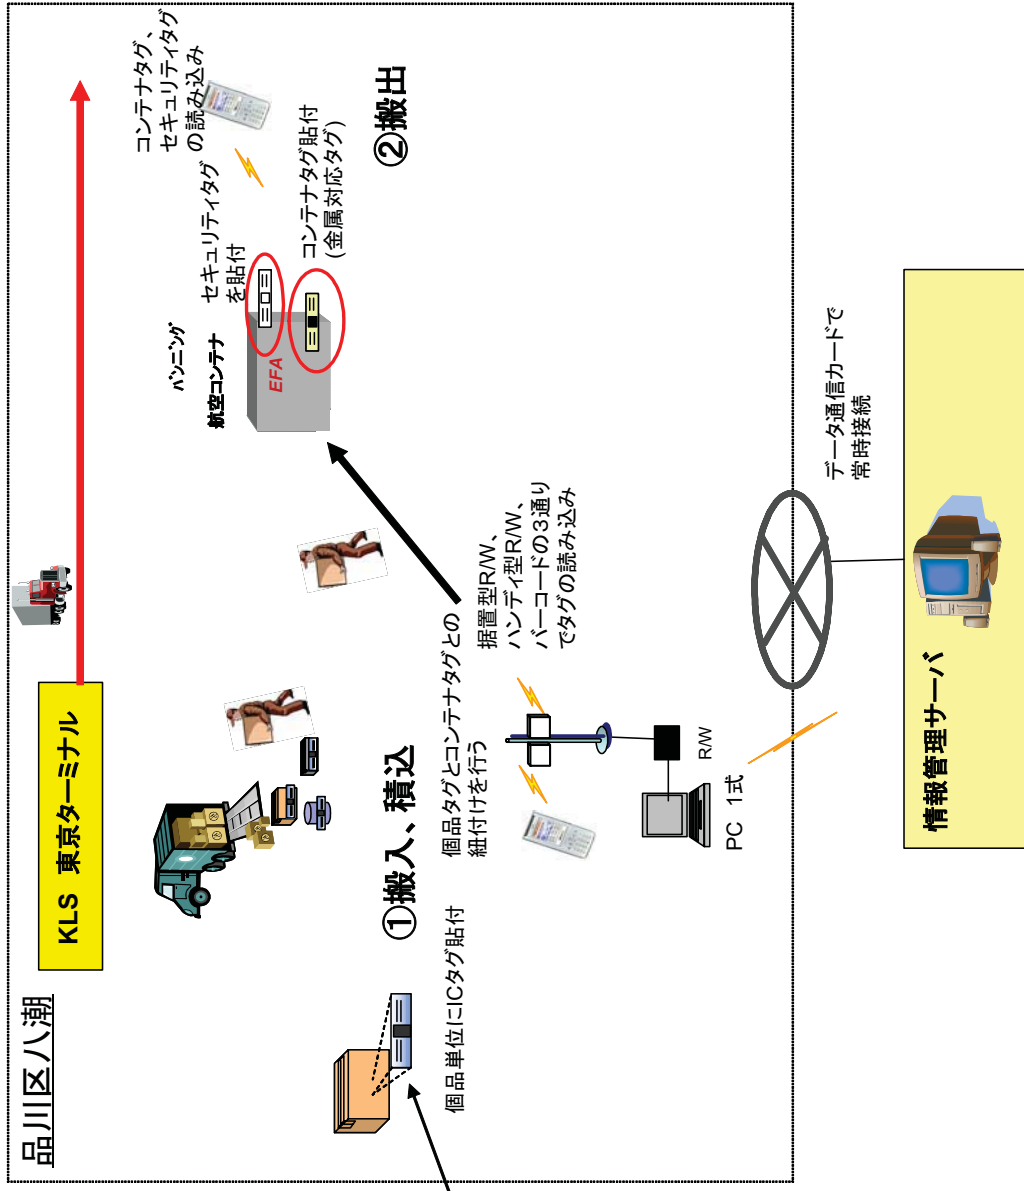 品川区八潮
KLS 東京ターミナル
①搬入、積込
個品単位にICタグ貼付
個品タグとコンテナタグとの
紐付けを行う
据置型R/W、
ハンディ型R/W、
バーコードの3通り
でタグの読み込み
R/W
PC 1式
バンニング
航空コンテナ
EFA
セキュリティタグ
を貼付
コンテナタグ貼付
(金属対応タグ)
コンテナタグ、
セキュリティタグ
の読み込み
②搬出
データ通信カードで
常時接続
情報管理サーバ